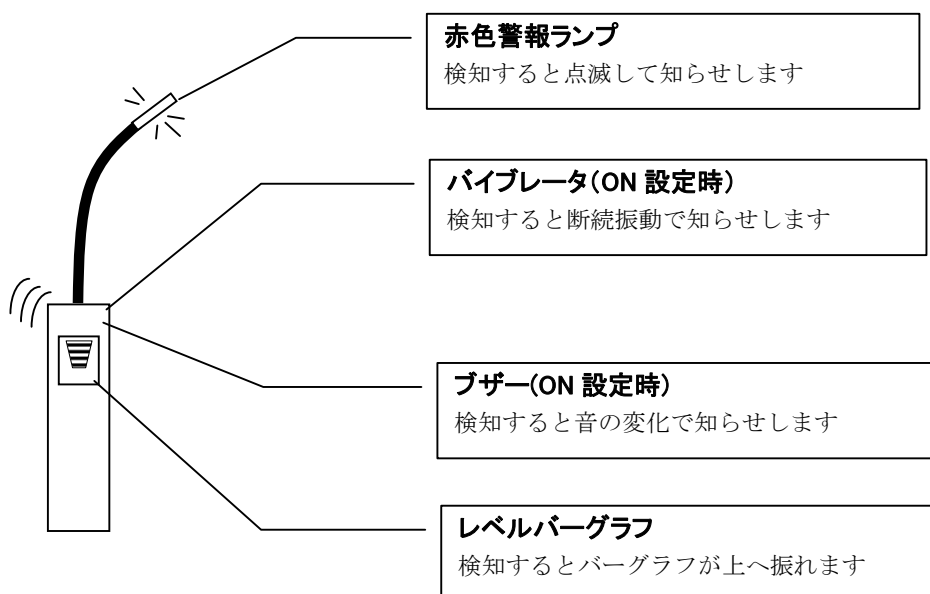 赤色警報ランプ
検知すると点滅して知らせします
バイブレータ(ON 設定時)
検知すると断続振動で知らせします
ブザー(ON 設定時)
検知すると音の変化で知らせします
レベルバーグラフ
検知するとバーグラフが上へ振れます